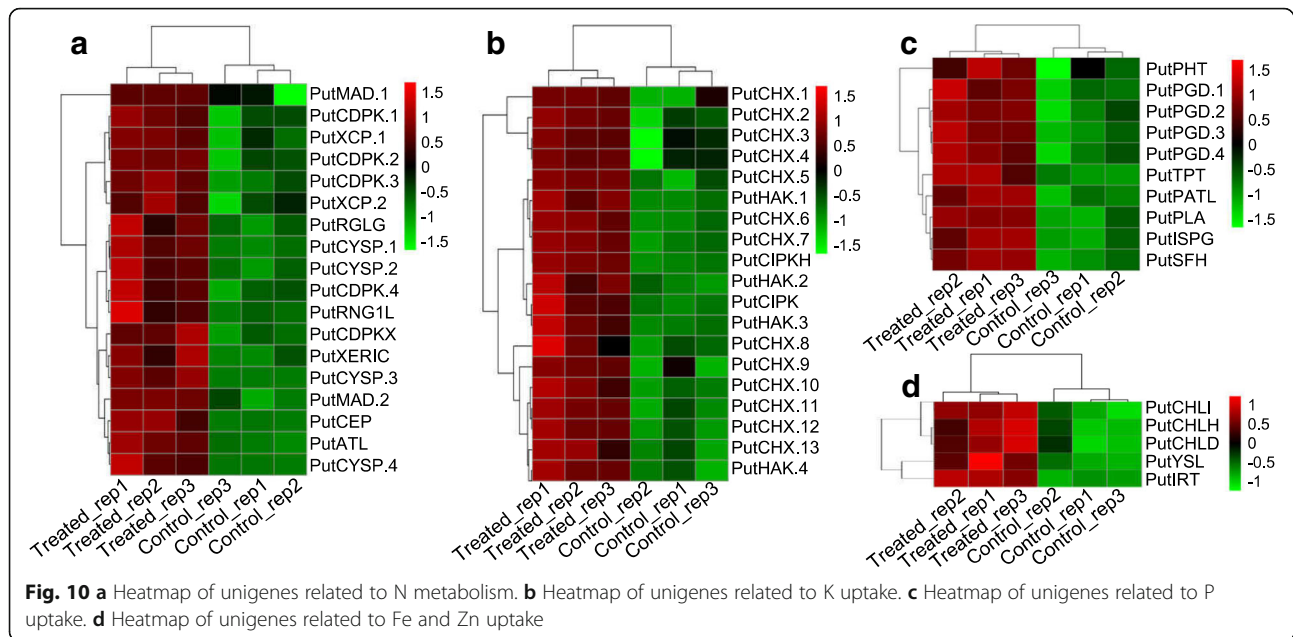 a
PutMAD.1
PutCDPK.1
PutXCP.1
PutCDPK.2
PutCDPK.3
PutXCP.2
PutRGLG
PutCYSP.1
PutCYSP.2
PutCDPK.4
PutRNG1L
PutCDPKX
PutXERIC
PutCYSP.3
PutMAD.2
PutCEP
PutATL
PutCYSP.4
1.5
1
0.5
0
-0.5
-1
-1.5
Treated_rep1
Treated_rep2
Treated_rep3
Control_rep3
Control_rep1
Control_rep2
b
PutCHX.1
PutCHX.2
PutCHX.3
PutCHX.4
PutCHX.5
PutHAK.1
PutCHX.6
PutCHX.7
PutCIPKH
PutHAK.2
PutCIPK
PutHAK.3
PutCHX.8
PutCHX.9
PutCHX.10
PutCHX.11
PutCHX.12
PutCHX.13
PutHAK.4
1.5
1
0.5
0
-0.5
-1
-1.5
Treated_rep1
Treated_rep2
Treated_rep3
Control_rep2
Control_rep1
Control_rep3
c
PutPHT
PutPGD.1
PutPGD.2
PutPGD.3
PutPGD.4
PutTPT
PutPATL
PutPLA
PutISPG
PutSFH
1.5
1
0.5
0
-0.5
-1
-1.5
Treated_rep2
Treated_rep1
Treated_rep3
Control_rep3
Control_rep1
Control_rep2
d
PutCHLI
PutCHLH
PutCHLD
PutYSL
PutIRT
1
0.5
0
-0.5
-1
Treated_rep2
Treated_rep1
Treated_rep3
Control_rep2
Control_rep1
Control_rep3
Fig. 10 a Heatmap of unigenes related to N metabolism. b Heatmap of unigenes related to K uptake. c Heatmap of unigenes related to P
uptake. d Heatmap of unigenes related to Fe and Zn uptake